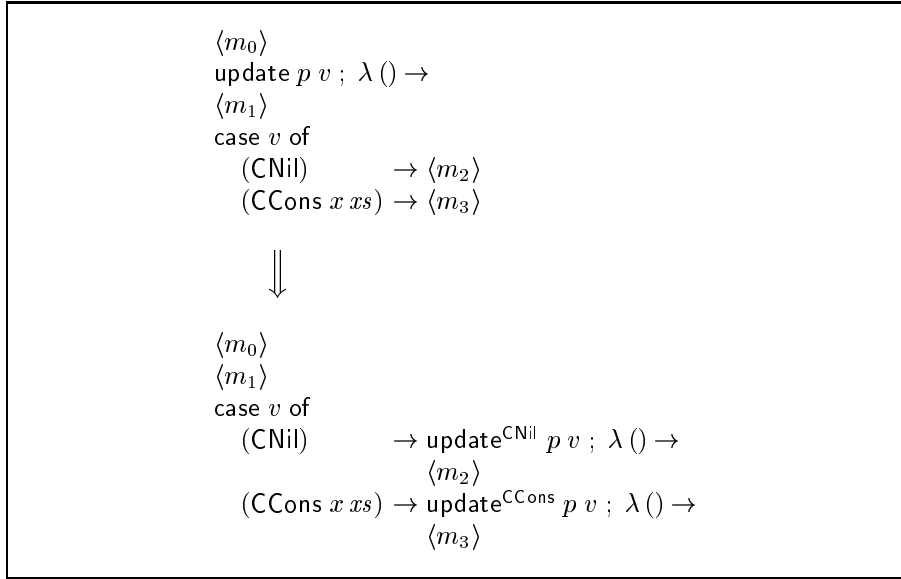 ⟨m₀⟩
update p v ; λ () →
⟨m₁⟩
case v of
(CNil) → ⟨m₂⟩
(CCons x xs) → ⟨m₃⟩
⇓
⟨m₀⟩
⟨m₁⟩
case v of
(CNil) → update^CNil p v ; λ () →
⟨m₂⟩
(CCons x xs) → update^CCons p v ; λ () →
⟨m₃⟩